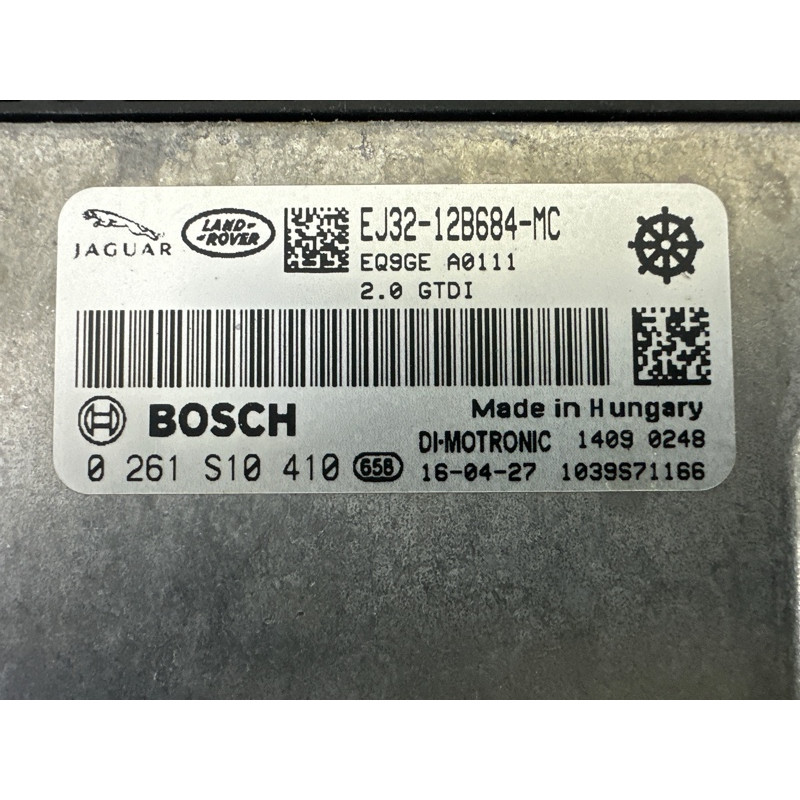 JAGUAR
LAND-
-ROVER
EJ32-12B684-MC
EQ9GE A0111
2.0 GTDI
BOSCH
Made in Hungary
DI-MOTRONIC 1409 0248
0 261 S10 410 658 16-04-27 1039S71166